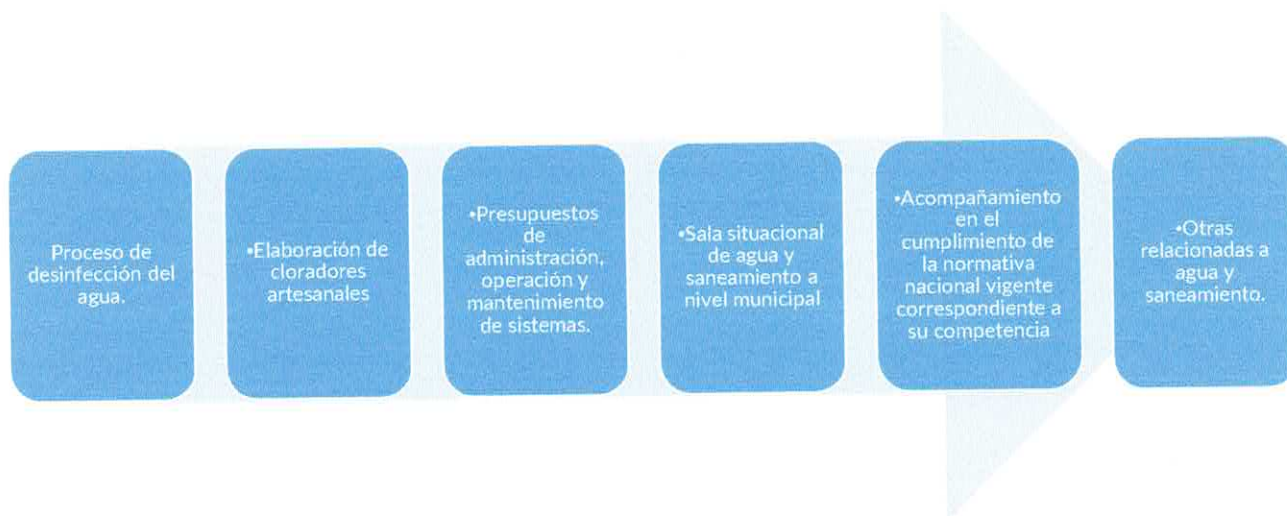 Proceso de
desinfección del
agua.
•Elaboración de
cloradores
artesanales
•Presupuestos
de
administración,
operación y
mantenimiento
de sistemas.
•Sala situacional
de agua y
saneamiento a
nivel municipal
•Acompañamiento
en el
cumplimiento de
la normativa
nacional vigente
correspondiente a
su competencia
•Otras
relacionadas a
agua y
saneamiento.